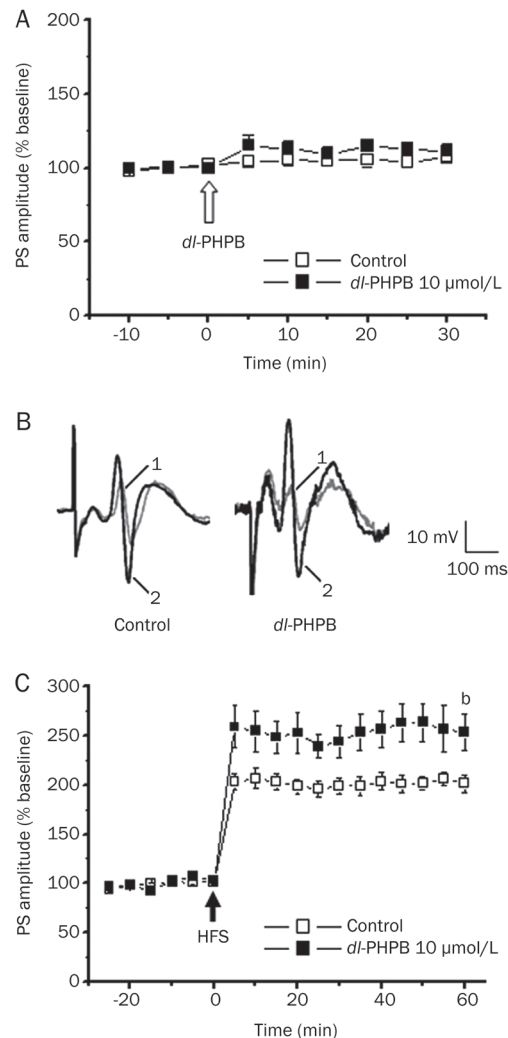 A
PS amplitude (% baseline)
200
150
100
50
0
dl-PHPB
Control
dl-PHPB 10 μmol/L
-10 0 10 20 30
Time (min)
B
1
2
Control
1
2
dl-PHPB
10 mV
100 ms
C
PS amplitude (% baseline)
300
250
200
150
100
50
0
b
HFS
Control
dl-PHPB 10 μmol/L
-20 0 20 40 60
Time (min)